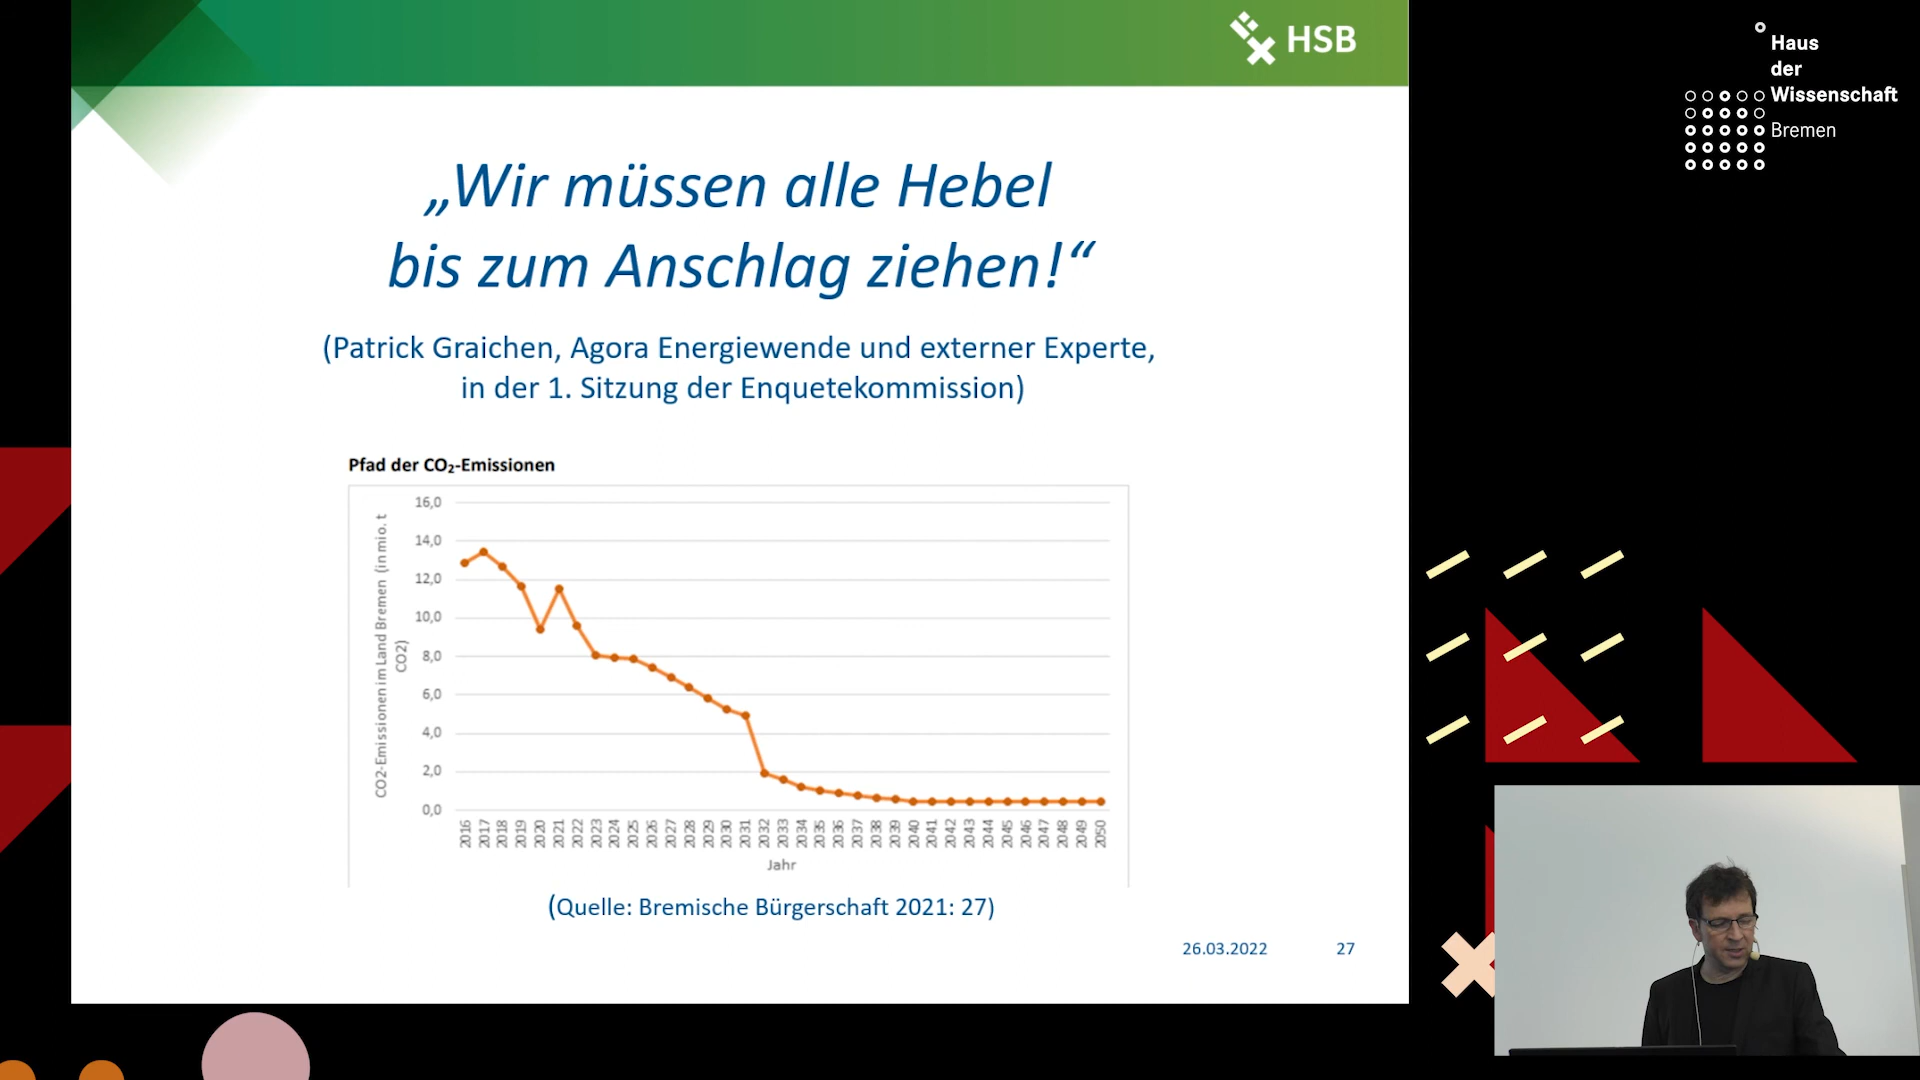 HSB
Haus
der
Wissenschaft
Bremen
„Wir müssen alle Hebel
bis zum Anschlag ziehen!“
(Patrick Graichen, Agora Energiewende und externer Experte,
in der 1. Sitzung der Enquetekommission)
Pfad der CO₂-Emissionen
CO2-Emissionen im Land Bremen (in mio. t
CO2)
16,0
14,0
12,0
10,0
8,0
6,0
4,0
2,0
0,0
2016 2017 2018 2019 2020 2021 2022 2023 2024 2025 2026 2027 2028 2029 2030 2031 2032 2033 2034 2035 2036 2037 2038 2039 2040 2041 2042 2043 2044 2045 2046 2047 2048 2049 2050
Jahr
(Quelle: Bremische Bürgerschaft 2021: 27)
26.03.2022 27